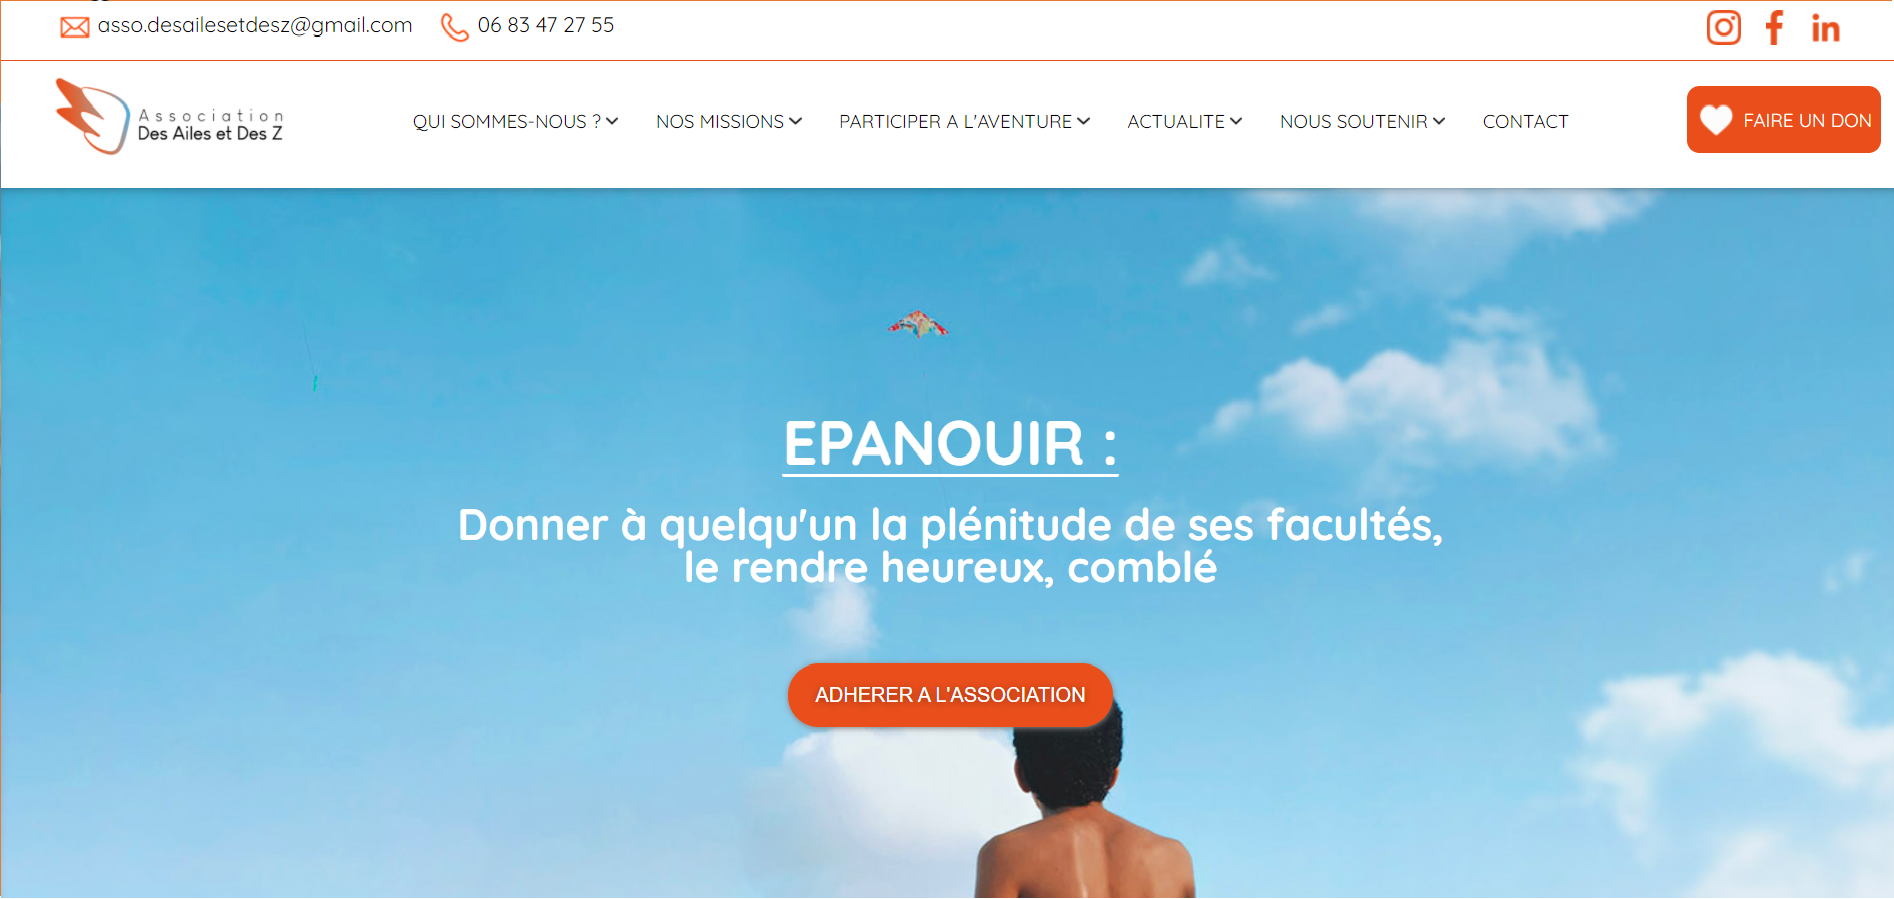 asso.desailesetdesz@gmail.com 06 83 47 27 55
Association
Des Ailes et Des Z
QUI SOMMES-NOUS ? NOS MISSIONS PARTICIPER A L'AVENTURE ACTUALITE NOUS SOUTENIR CONTACT FAIRE UN DON
EPANOUIR :
Donner à quelqu'un la plénitude de ses facultés,
le rendre heureux, comblé
ADHERER A L'ASSOCIATION